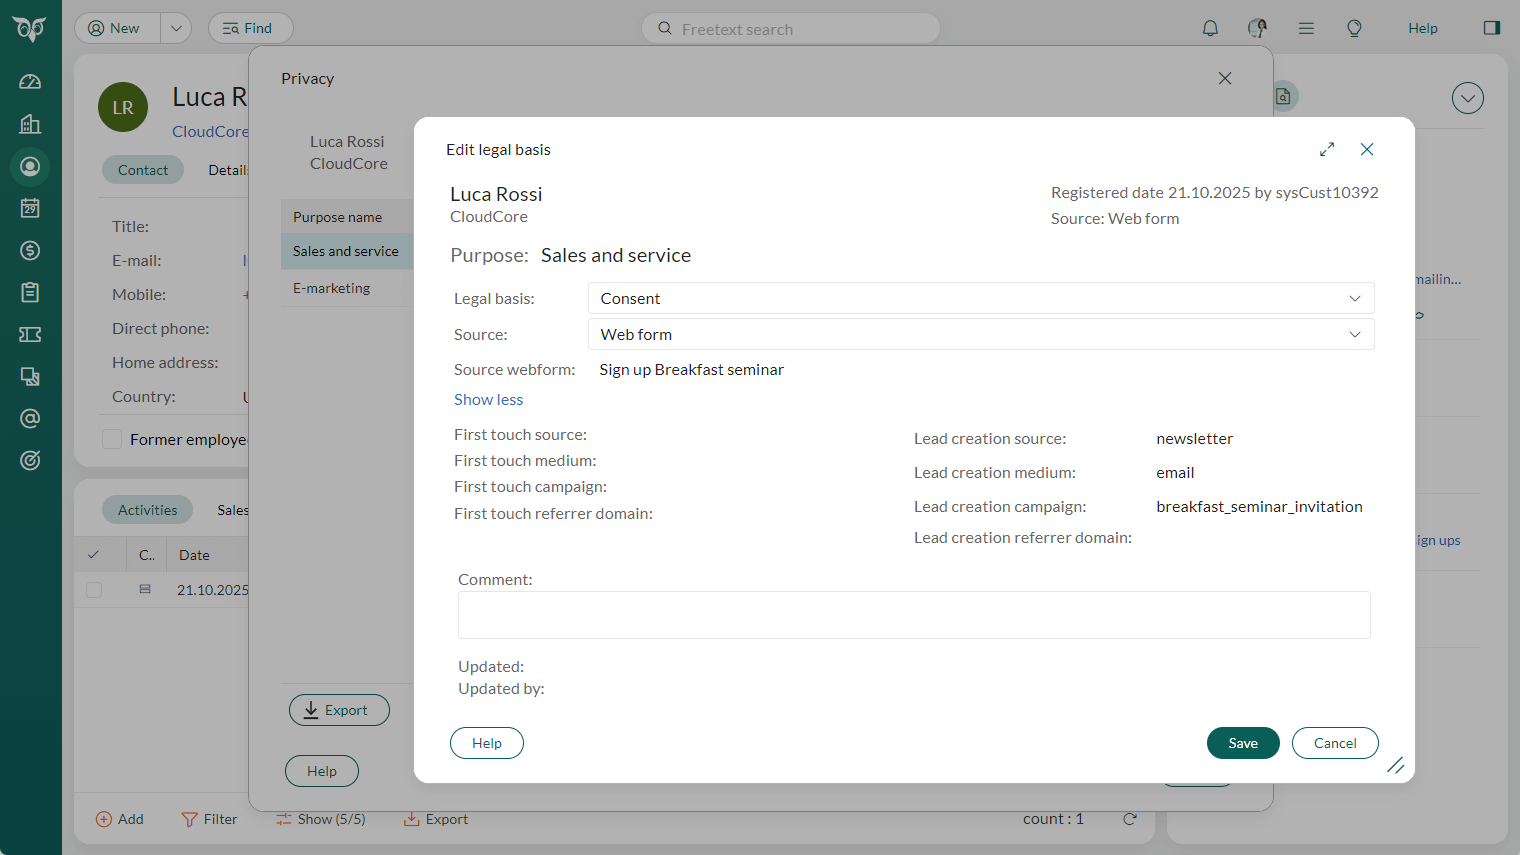 New
Find
Freetext search
Help
LR
Luca R
CloudCore
Contact
Detail
Title:
E-mail:
Mobile:
+
Direct phone:
Home address:
Country:
Former employe
Activities
Sales
C..
Date
21.10.2025
Add
Filter
Show (5/5)
Export
count : 1
29
Privacy
Luca Rossi
CloudCore
Purpose name
Sales and service
E-marketing
Export
Help
mailin...
ign ups
Edit legal basis
Luca Rossi
CloudCore
Registered date 21.10.2025 by sysCust10392
Source: Web form
Purpose: Sales and service
Legal basis: Consent
Source: Web form
Source webform: Sign up Breakfast seminar
Show less
First touch source:
First touch medium:
First touch campaign:
First touch referrer domain:
Lead creation source: newsletter
Lead creation medium: email
Lead creation campaign: breakfast_seminar_invitation
Lead creation referrer domain:
Comment:
Updated:
Updated by:
Help
Save
Cancel